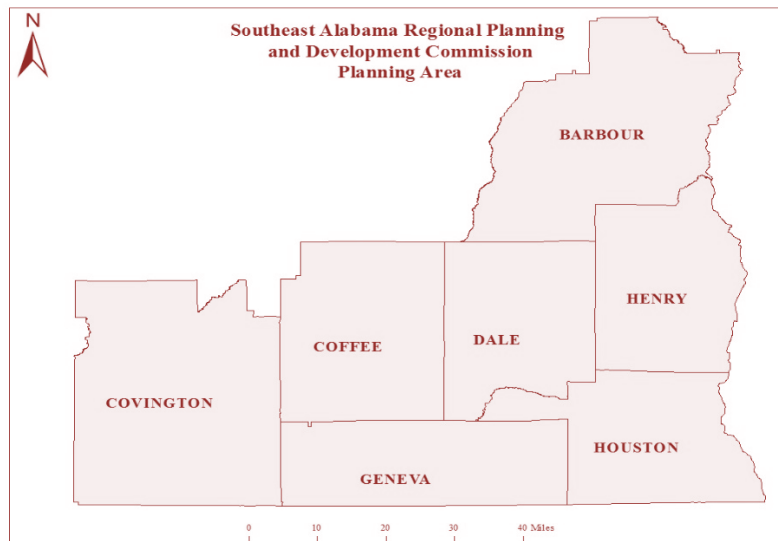 N
Southeast Alabama Regional Planning
and Development Commission
Planning Area
BARBOUR
HENRY
COFFEE
DALE
COVINGTON
HOUSTON
GENEVA
0 10 20 30 40 Miles